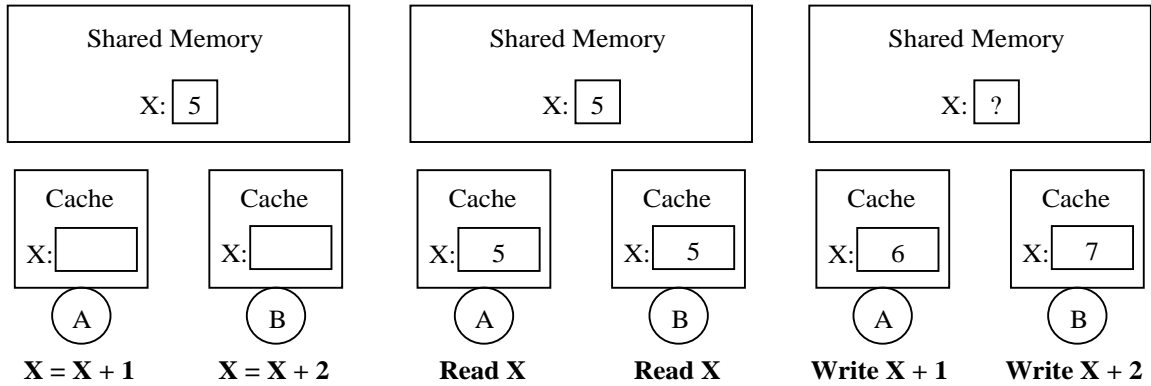 Shared Memory
X: 5
Cache
X:
A
X = X + 1
Cache
X:
B
X = X + 2
Shared Memory
X: 5
Cache
X: 5
A
Read X
Cache
X: 5
B
Read X
Shared Memory
X: ?
Cache
X: 6
A
Write X + 1
Cache
X: 7
B
Write X + 2